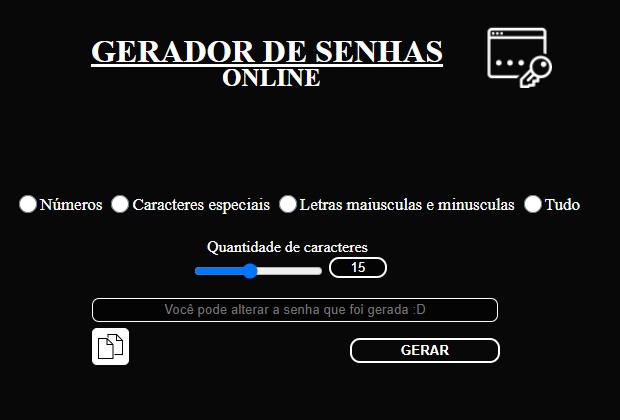 GERADOR DE SENHAS
ONLINE
Números Caracteres especiais Letras maiusculas e minusculas Tudo
Quantidade de caracteres
15
Você pode alterar a senha que foi gerada :D
GERAR